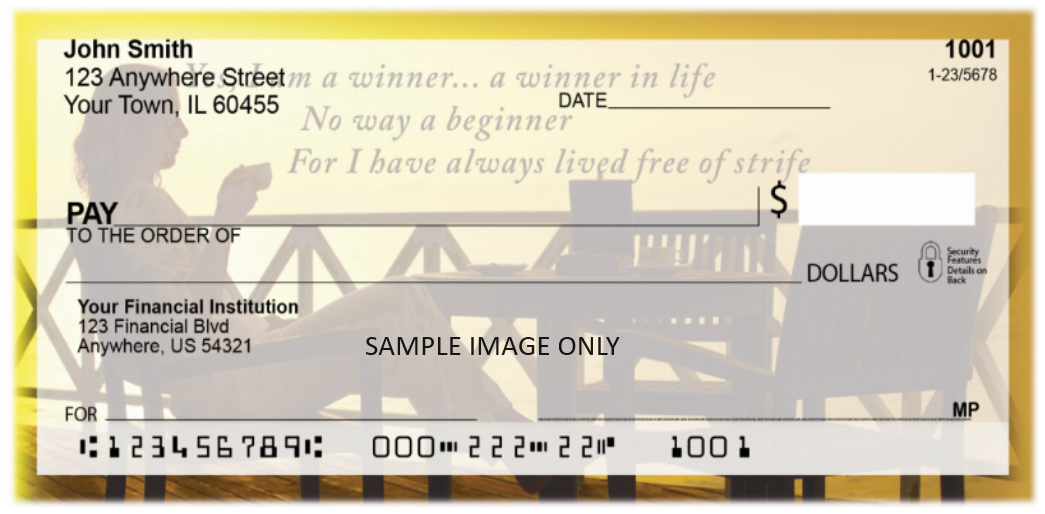 John Smith
1001
123 Anywhere Street
Yes, I am a winner... a winner in life
1-23/5678
Your Town, IL 60455
DATE
No way a beginner
For I have always lived free of strife
PAY
$
TO THE ORDER OF
DOLLARS
Security
Features
Details on
Back
Your Financial Institution
123 Financial Blvd
Anywhere, US 54321
SAMPLE IMAGE ONLY
FOR
MP
⑆123456789⑆ 000⑉222⑉22⑈ 1001